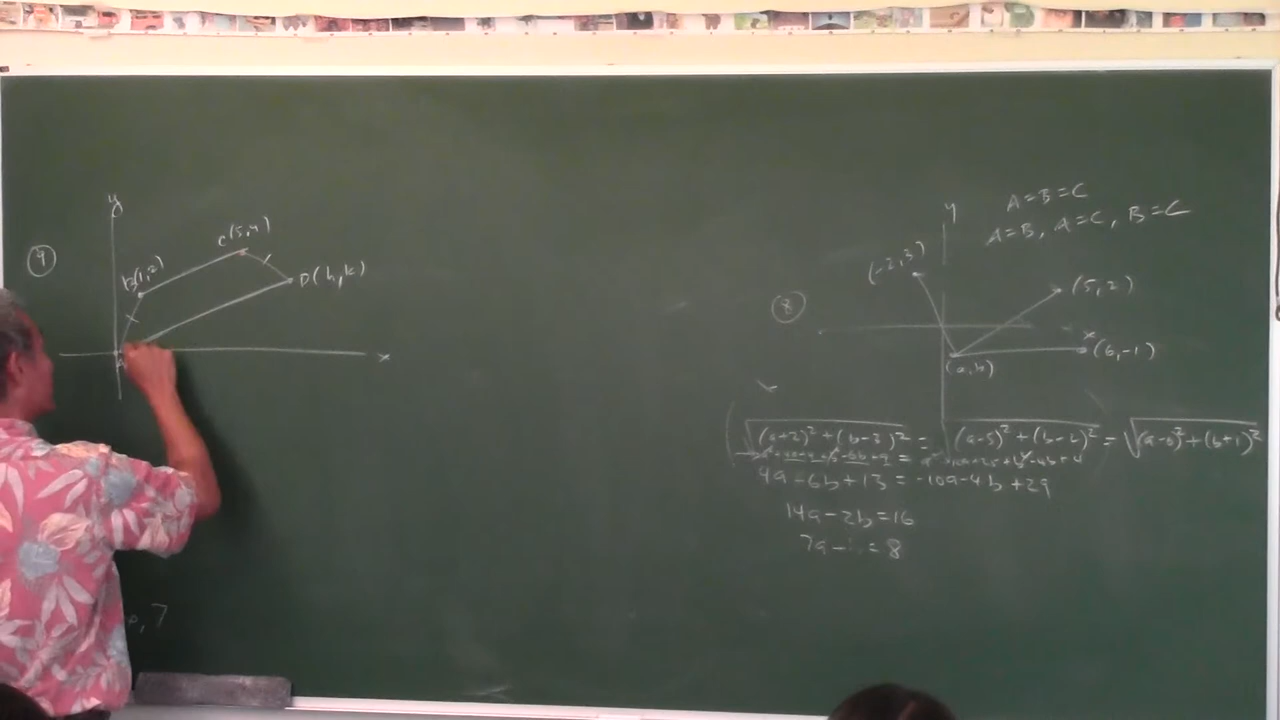 ⑨
y
C(5,4)
B(1,2)
D(h,k)
x
A
A=B=C
A=B, A=C, B=C
⑧
y
(-2,3)
(5,2)
x
(6,-1)
(a,b)
√(a+2)²+(b-3)² = √(a-5)²+(b-2)² = √(a-6)²+(b+1)²
4a-6b+13=-10a-4b+29
14a-2b=16
7a- =8
,7